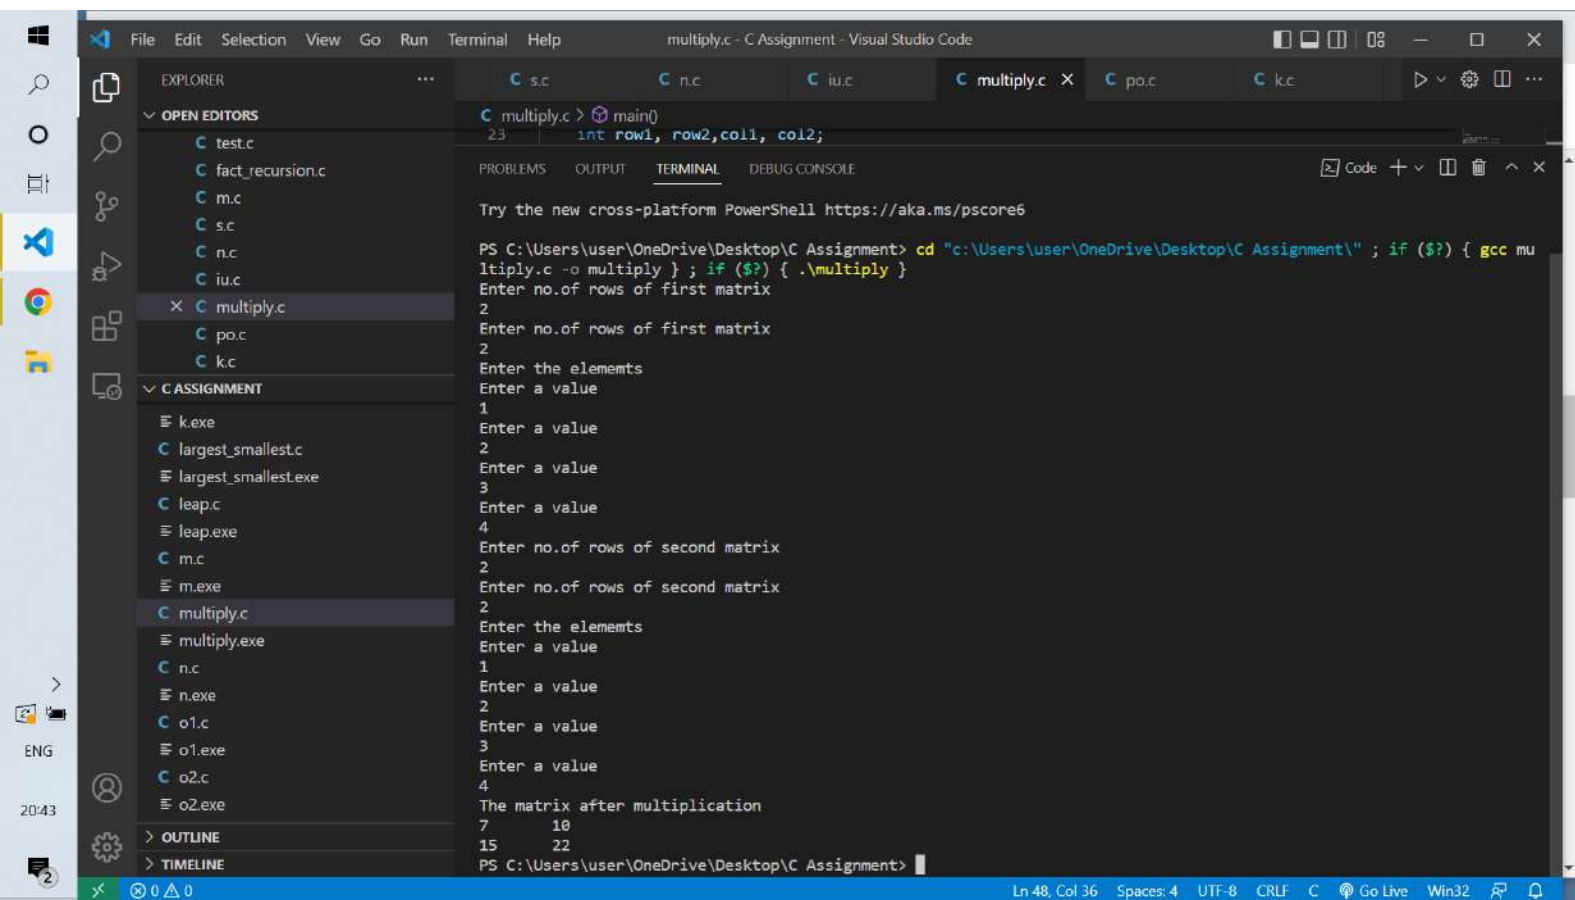 File Edit Selection View Go Run Terminal Help
multiply.c - C Assignment - Visual Studio Code
EXPLORER
OPEN EDITORS
C test.c
C fact_recursion.c
C m.c
C s.c
C n.c
C iu.c
C multiply.c
C po.c
C k.c
C ASSIGNMENT
k.exe
C largest_smallest.c
largest_smallest.exe
C leap.c
leap.exe
C m.c
m.exe
C multiply.c
multiply.exe
C n.c
n.exe
C o1.c
o1.exe
C o2.c
o2.exe
OUTLINE
TIMELINE
C s.c C n.c C iu.c C multiply.c C po.c C k.c
C multiply.c > main()
23 int row1, row2,col1, col2;
PROBLEMS OUTPUT TERMINAL DEBUG CONSOLE
Code
Try the new cross-platform PowerShell https://aka.ms/pscore6
PS C:\Users\user\OneDrive\Desktop\C Assignment> cd "c:\Users\user\OneDrive\Desktop\C Assignment\" ; if ($?) { gcc mu
ltiply.c -o multiply } ; if ($?) { .\multiply }
Enter no.of rows of first matrix
2
Enter no.of rows of first matrix
2
Enter the elememts
Enter a value
1
Enter a value
2
Enter a value
3
Enter a value
4
Enter no.of rows of second matrix
2
Enter no.of rows of second matrix
2
Enter the elememts
Enter a value
1
Enter a value
2
Enter a value
3
Enter a value
4
The matrix after multiplication
7 10
15 22
PS C:\Users\user\OneDrive\Desktop\C Assignment>
0 0
Ln 48, Col 36 Spaces: 4 UTF-8 CRLF C Go Live Win32
ENG
20:43
2